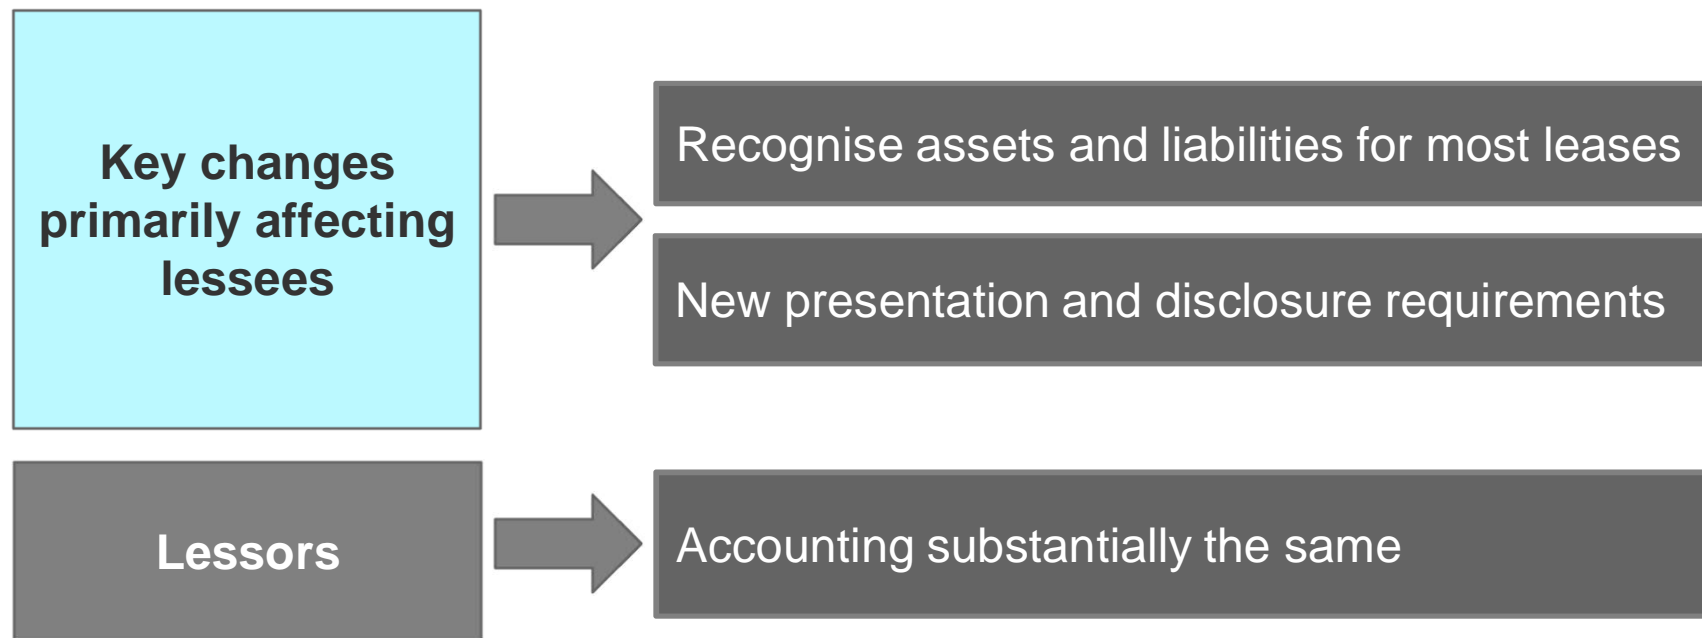 Key changes
primarily affecting
lessees
Recognise assets and liabilities for most leases
New presentation and disclosure requirements
Lessors
Accounting substantially the same